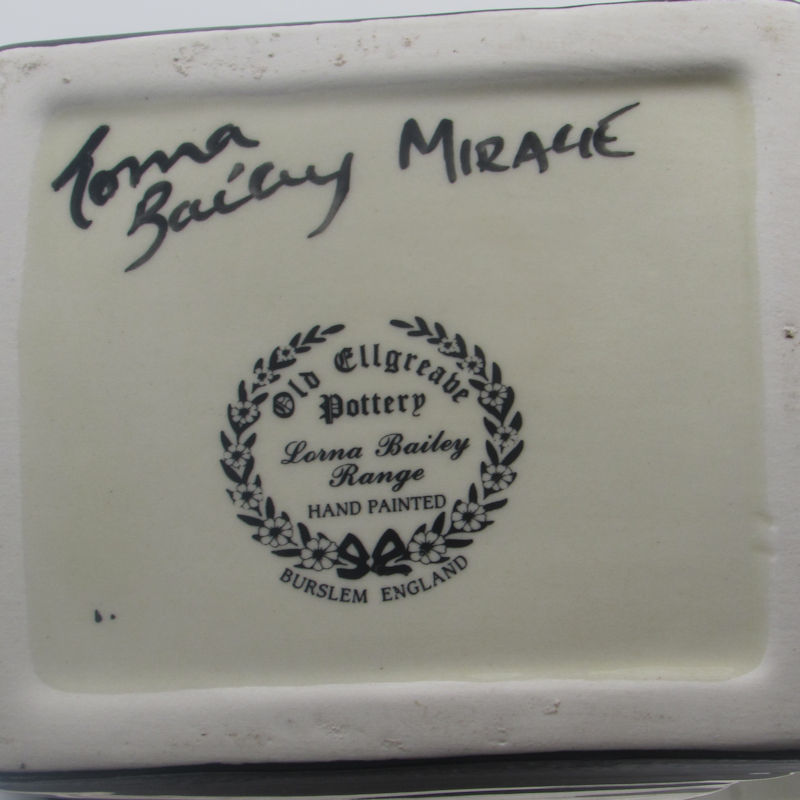 Lorna Bailey MIRAGE
Old Ellgreave
Pottery
Lorna Bailey
Range
HAND PAINTED
BURSLEM ENGLAND